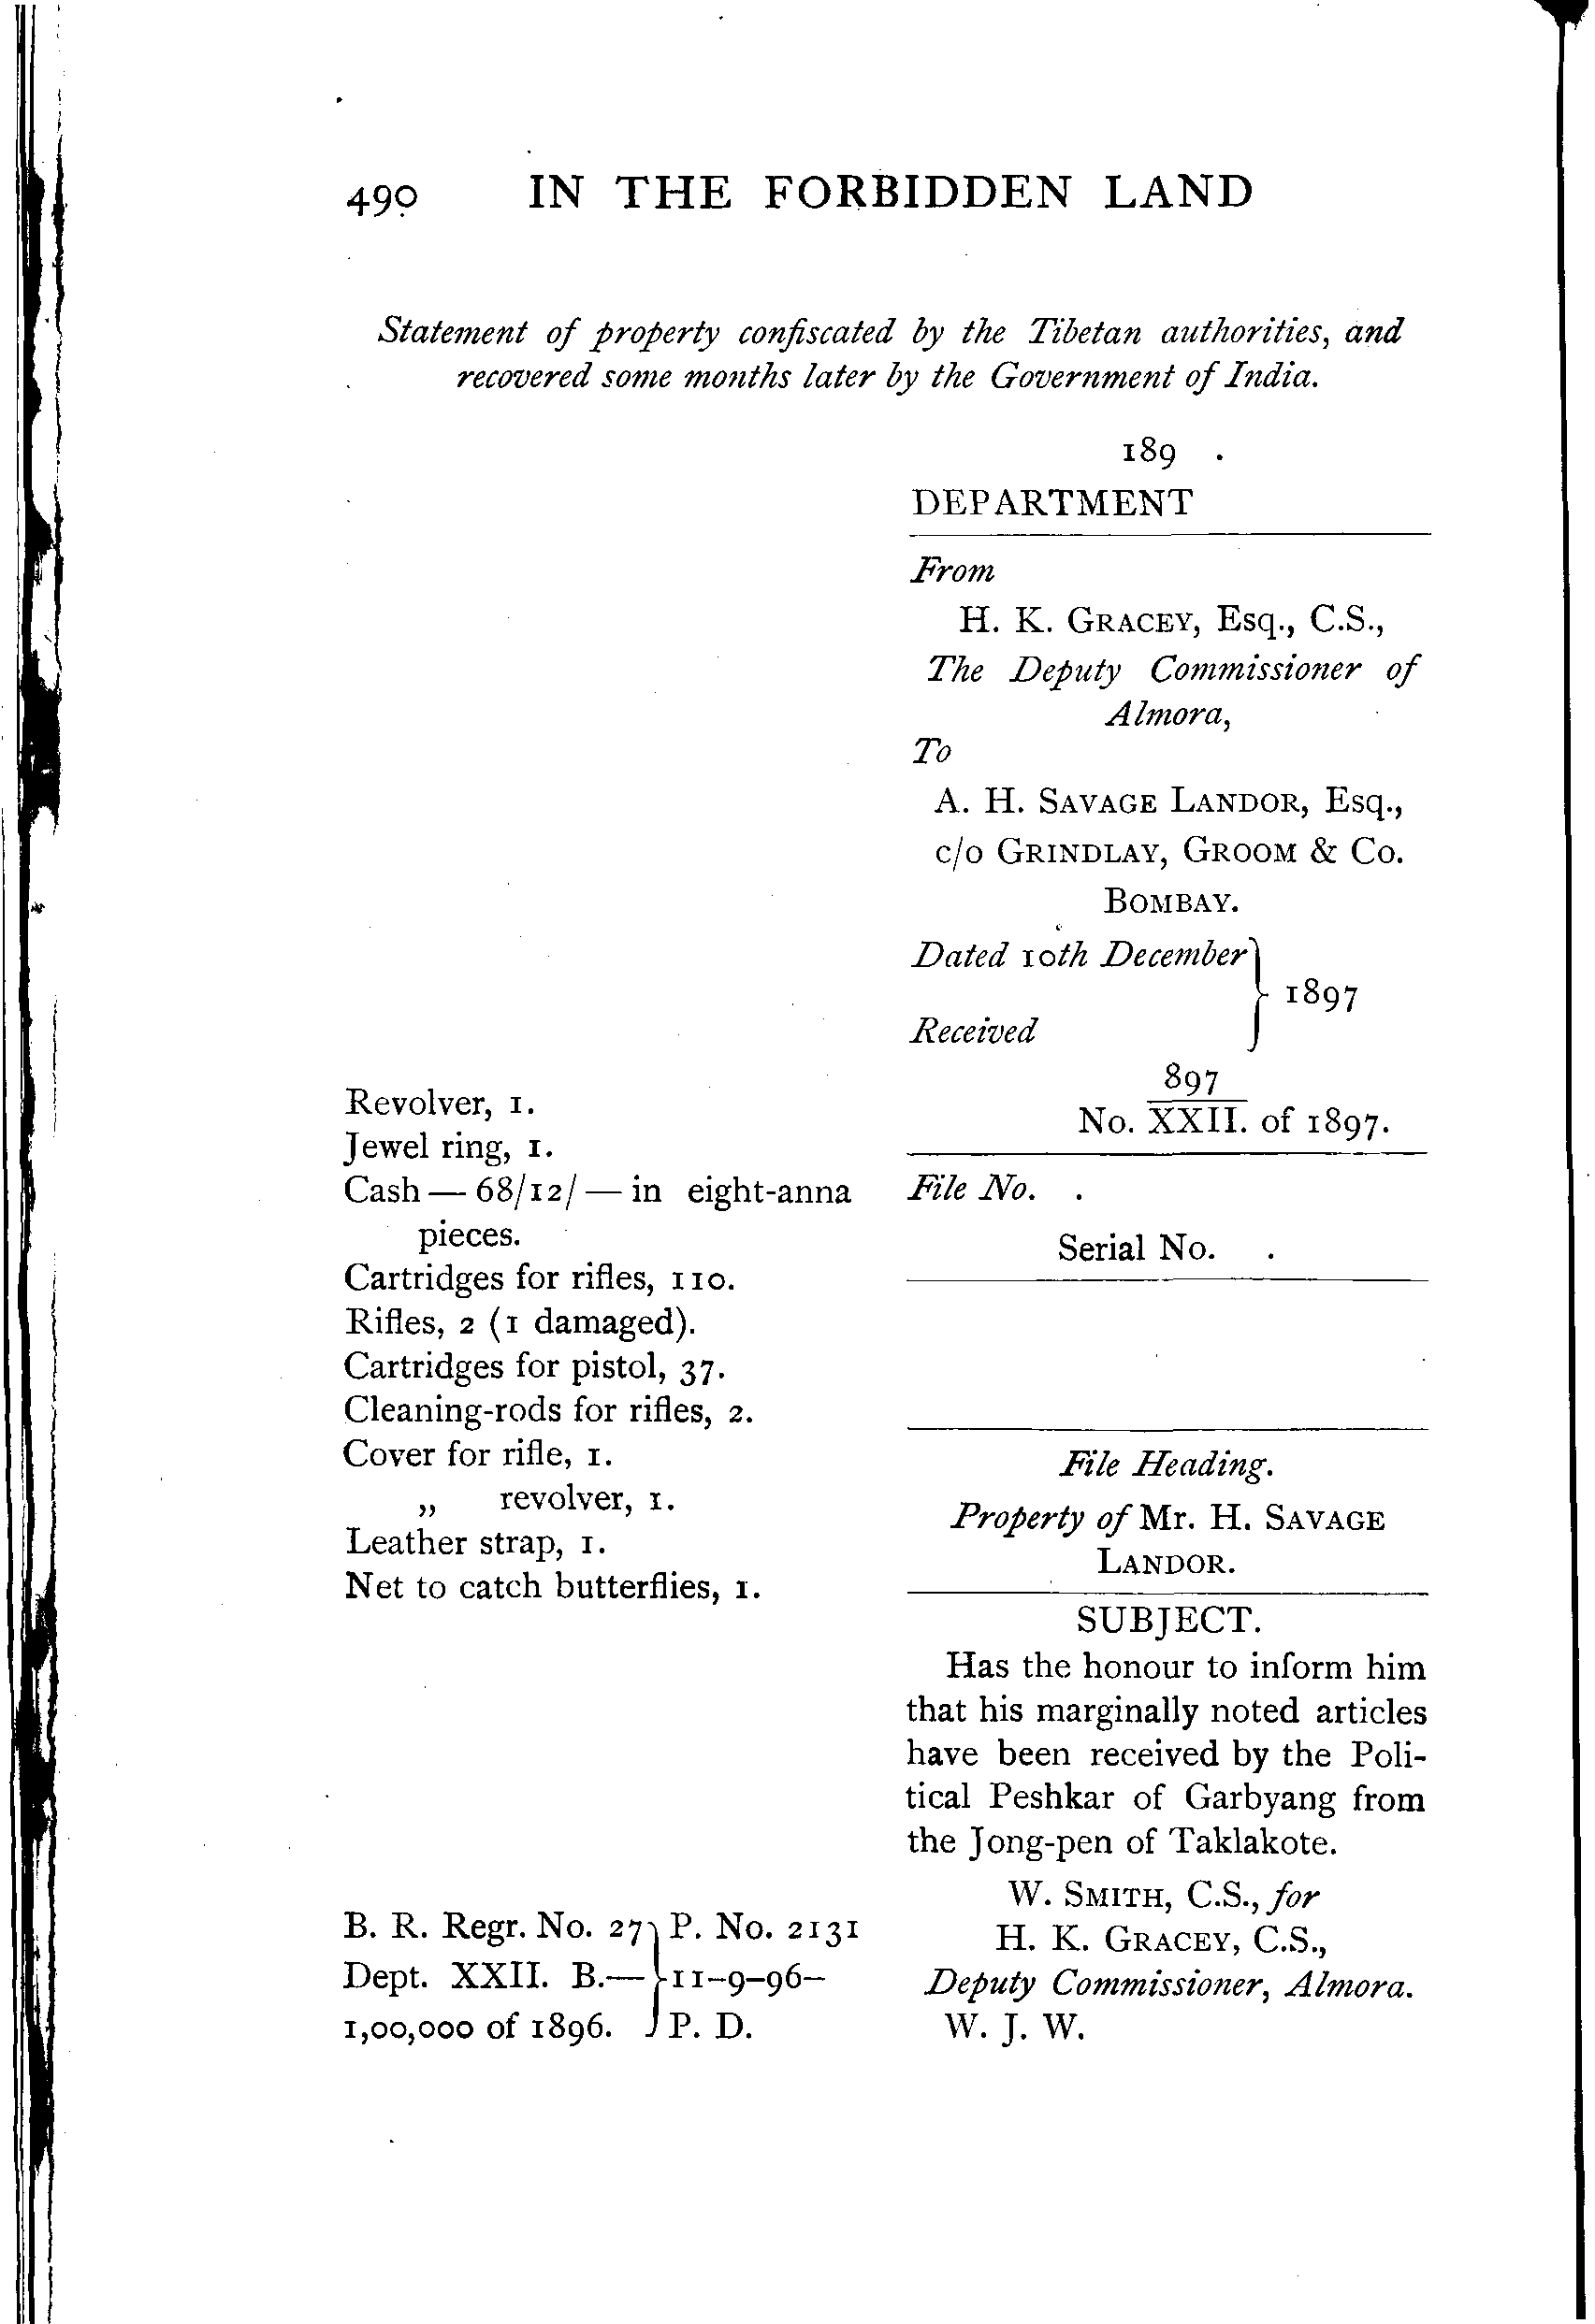 490 IN THE FORBIDDEN LAND
Statement of property confiscated by the Tibetan authorities, and
recovered some months later by the Government of India.
189 .
DEPARTMENT
From
H. K. GRACEY, Esq., C.S.,
The Deputy Commissioner of
Almora,
To
A. H. SAVAGE LANDOR, Esq.,
c/o GRINDLAY, GROOM & Co.
BOMBAY.
Dated 10th December
1897
Received
897
No. XXII. of 1897.
File No. .
Serial No. .
File Heading.
Property of Mr. H. SAVAGE
LANDOR.
SUBJECT.
Has the honour to inform him
that his marginally noted articles
have been received by the Poli-
tical Peshkar of Garbyang from
the Jong-pen of Taklakote.
W. SMITH, C.S., for
H. K. GRACEY, C.S.,
Deputy Commissioner, Almora.
W. J. W.
Revolver, 1.
Jewel ring, 1.
Cash — 68/12/ — in eight-anna
pieces.
Cartridges for rifles, 110.
Rifles, 2 (1 damaged).
Cartridges for pistol, 37.
Cleaning-rods for rifles, 2.
Cover for rifle, 1.
„ revolver, 1.
Leather strap, 1.
Net to catch butterflies, 1.
B. R. Regr. No. 27 } P. No. 2131
Dept. XXII. B.— } 11-9-96-
1,00,000 of 1896. } P. D.